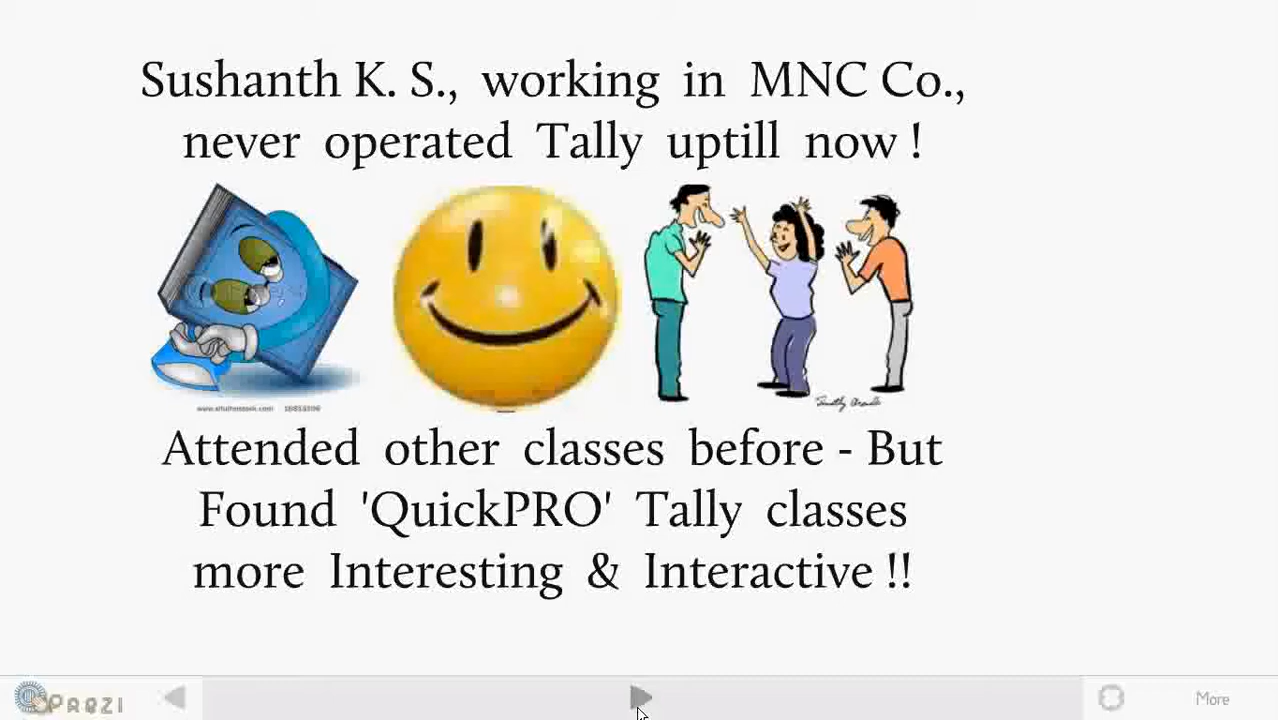 Sushanth K. S., working in MNC Co.,
never operated Tally uptill now !
Attended other classes before - But
Found 'QuickPRO' Tally classes
more Interesting & Interactive !!
PREZI
More